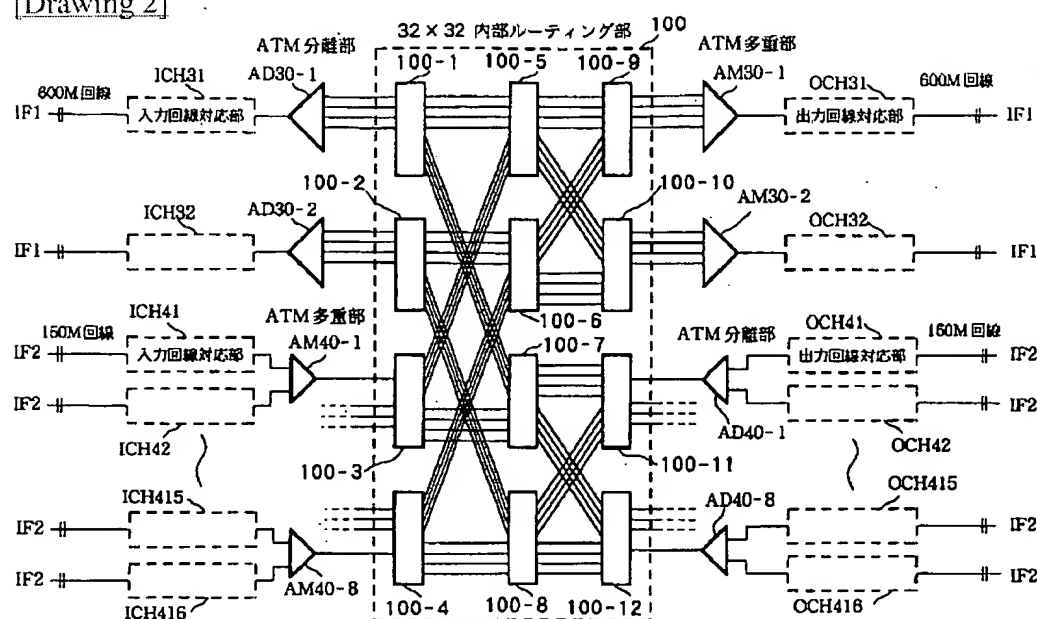 [Drawing 2]
32×32 内部ルーティング部
100
ATM分離部
ATM多重部
ICH31
AD30-1
100-1
100-5
100-9
AM30-1
OCH31
600M回線
600M回線
IF1
入力回線対応部
出力回線対応部
IF1
100-2
100-10
ICH32
AD30-2
AM30-2
OCH32
IF1
IF1
ICH41
ATM多重部
100-6
ATM分離部
OCH41
150M回線
AM40-1
100-7
150M回線
IF2
入力回線対応部
出力回線対応部
IF2
IF2
IF2
AD40-1
ICH42
100-3
100-11
OCH42
ICH415
AD40-8
OCH415
IF2
IF2
IF2
IF2
ICH416
AM40-8
100-4
100-8
100-12
OCH416